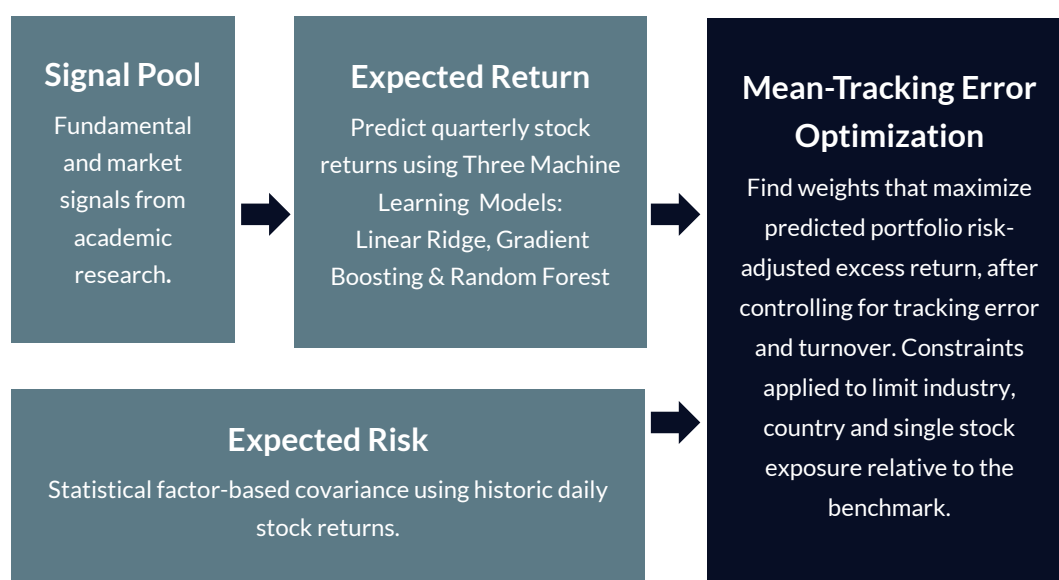 Signal Pool
Fundamental
and market
signals from
academic
research.
Expected Return
Predict quarterly stock
returns using Three Machine
Learning  Models:
Linear Ridge, Gradient
Boosting & Random Forest
Expected Risk
Statistical factor-based covariance using historic daily
stock returns.
Mean-Tracking Error
Optimization
Find weights that maximize
predicted portfolio risk-
adjusted excess return, after
controlling for tracking error
and turnover. Constraints
applied to limit industry,
country and single stock
exposure relative to the
benchmark.